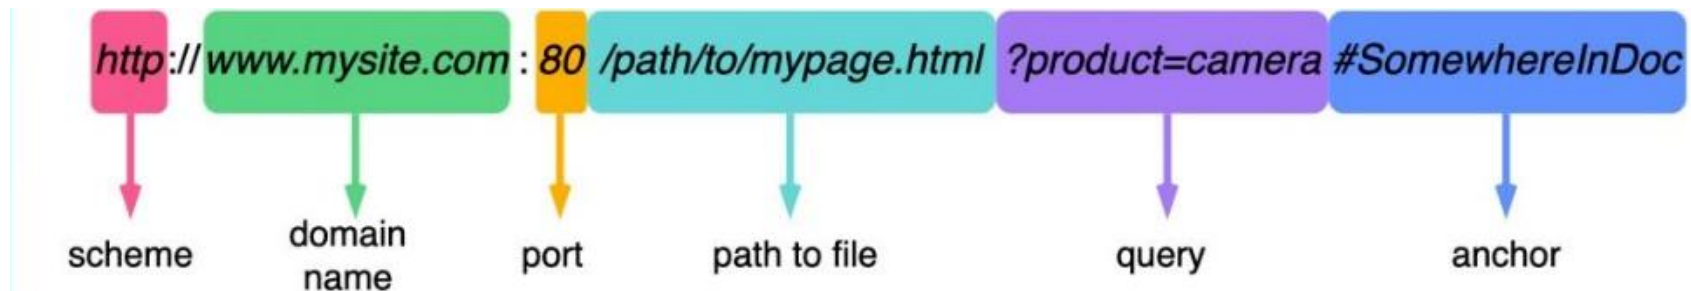 http://www.mysite.com : 80 /path/to/mypage.html ?product=camera #SomewhereInDoc
scheme
domain
name
port
path to file
query
anchor